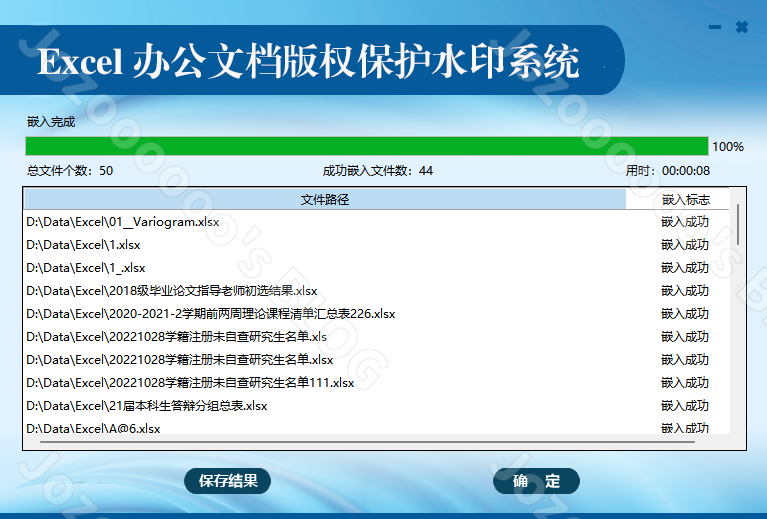 Excel 办公文档版权保护水印系统
嵌入完成
100%
总文件个数：50 成功嵌入文件数：44 用时：00:00:08
文件路径 嵌入标志
D:\Data\Excel\01__Variogram.xlsx 嵌入成功
D:\Data\Excel\1.xlsx 嵌入成功
D:\Data\Excel\1_.xlsx 嵌入成功
D:\Data\Excel\2018级毕业论文指导老师初选结果.xlsx 嵌入成功
D:\Data\Excel\2020-2021-2学期前两周理论课程清单汇总表226.xlsx 嵌入成功
D:\Data\Excel\20221028学籍注册未自查研究生名单.xls 嵌入成功
D:\Data\Excel\20221028学籍注册未自查研究生名单.xlsx 嵌入成功
D:\Data\Excel\20221028学籍注册未自查研究生名单111.xlsx 嵌入成功
D:\Data\Excel\21届本科生答辩分组总表.xlsx 嵌入成功
D:\Data\Excel\A@6.xlsx 嵌入成功
保存结果 确 定